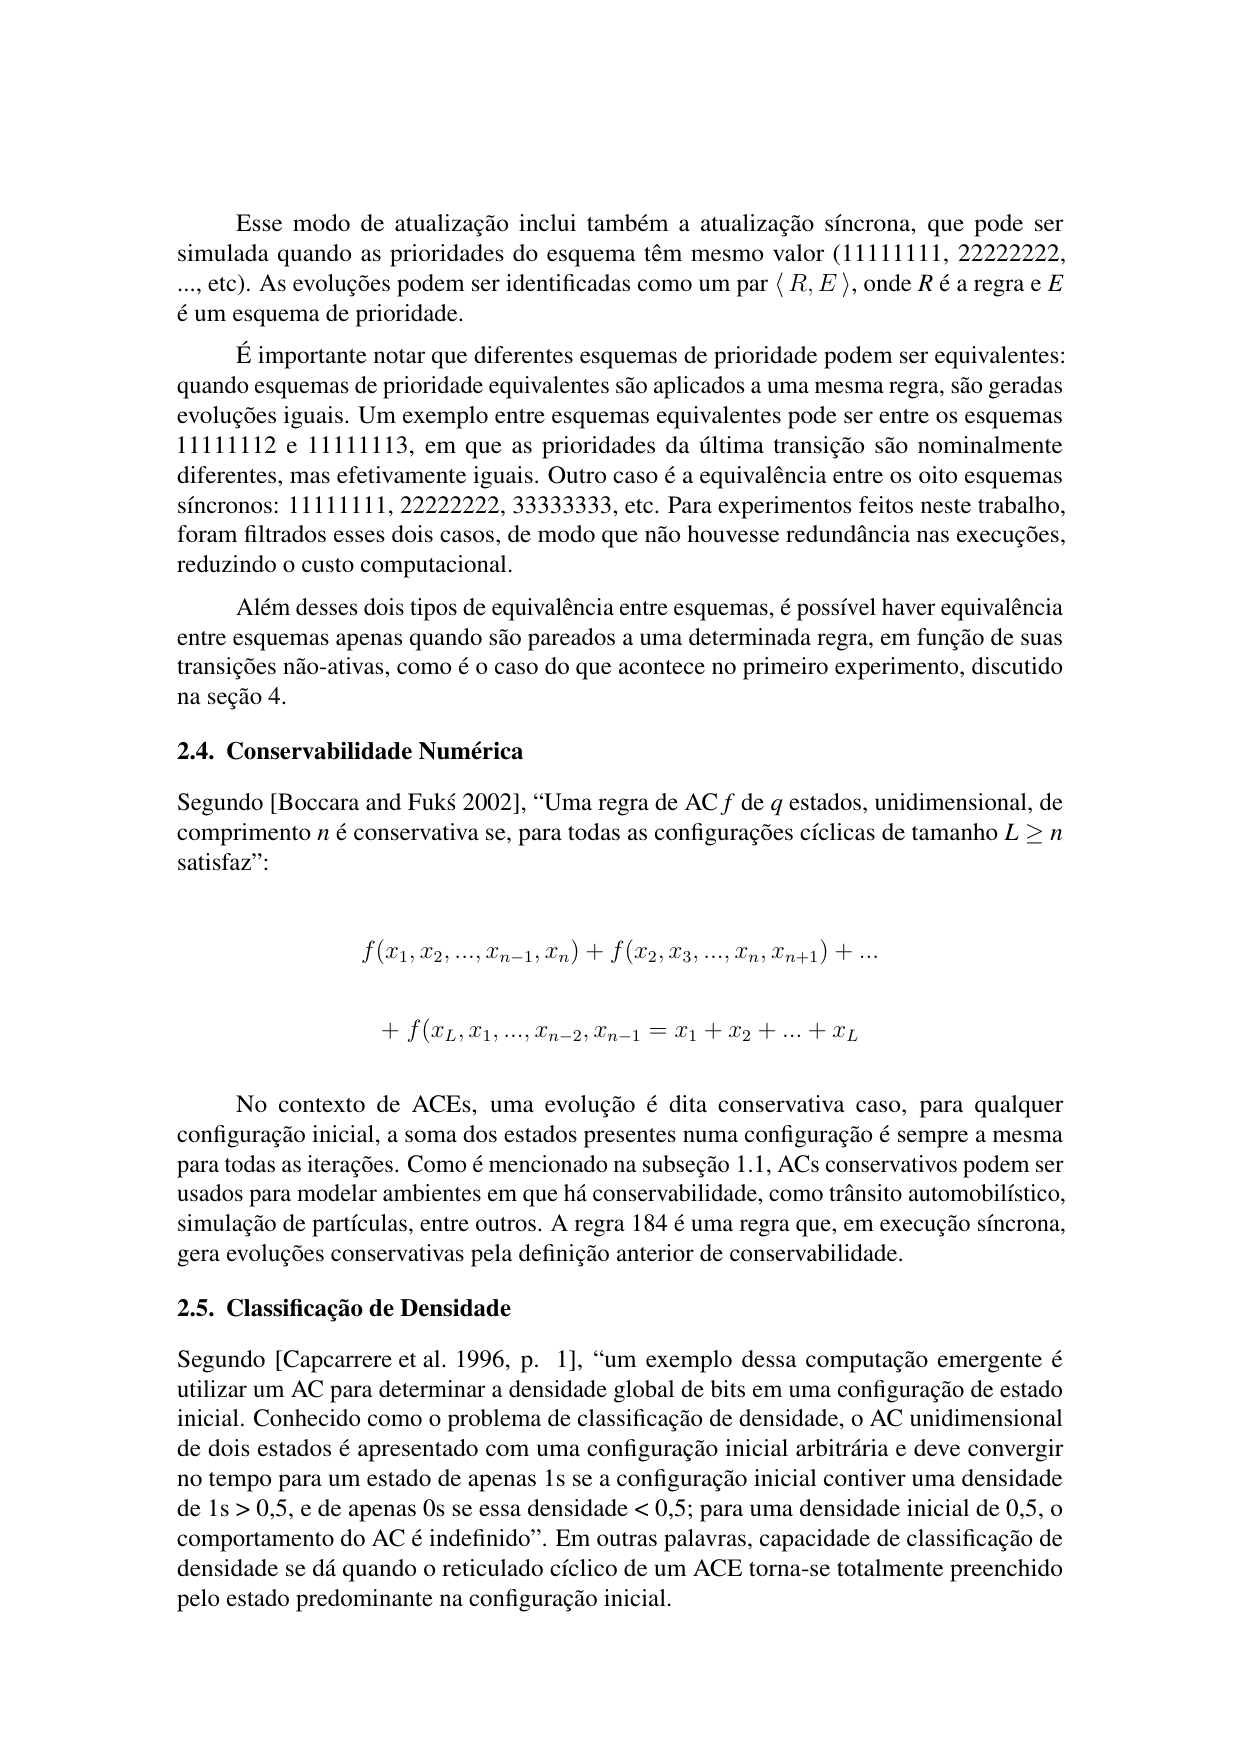 Esse modo de atualização inclui também a atualização síncrona, que pode ser
simulada quando as prioridades do esquema têm mesmo valor (11111111, 22222222,
..., etc). As evoluções podem ser identificadas como um par ⟨ R, E ⟩, onde R é a regra e E
é um esquema de prioridade.
É importante notar que diferentes esquemas de prioridade podem ser equivalentes:
quando esquemas de prioridade equivalentes são aplicados a uma mesma regra, são geradas
evoluções iguais. Um exemplo entre esquemas equivalentes pode ser entre os esquemas
11111112 e 11111113, em que as prioridades da última transição são nominalmente
diferentes, mas efetivamente iguais. Outro caso é a equivalência entre os oito esquemas
síncronos: 11111111, 22222222, 33333333, etc. Para experimentos feitos neste trabalho,
foram filtrados esses dois casos, de modo que não houvesse redundância nas execuções,
reduzindo o custo computacional.
Além desses dois tipos de equivalência entre esquemas, é possível haver equivalência
entre esquemas apenas quando são pareados a uma determinada regra, em função de suas
transições não-ativas, como é o caso do que acontece no primeiro experimento, discutido
na seção 4.
2.4. Conservabilidade Numérica
Segundo [Boccara and Fukś 2002], “Uma regra de AC f de q estados, unidimensional, de
comprimento n é conservativa se, para todas as configurações cíclicas de tamanho L ≥ n
satisfaz”:
f(x₁, x₂, ..., xₙ₋₁, xₙ) + f(x₂, x₃, ..., xₙ, xₙ₊₁) + ...
+ f(x_L, x₁, ..., xₙ₋₂, xₙ₋₁ = x₁ + x₂ + ... + x_L
No contexto de ACEs, uma evolução é dita conservativa caso, para qualquer
configuração inicial, a soma dos estados presentes numa configuração é sempre a mesma
para todas as iterações. Como é mencionado na subseção 1.1, ACs conservativos podem ser
usados para modelar ambientes em que há conservabilidade, como trânsito automobilístico,
simulação de partículas, entre outros. A regra 184 é uma regra que, em execução síncrona,
gera evoluções conservativas pela definição anterior de conservabilidade.
2.5. Classificação de Densidade
Segundo [Capcarrere et al. 1996, p. 1], “um exemplo dessa computação emergente é
utilizar um AC para determinar a densidade global de bits em uma configuração de estado
inicial. Conhecido como o problema de classificação de densidade, o AC unidimensional
de dois estados é apresentado com uma configuração inicial arbitrária e deve convergir
no tempo para um estado de apenas 1s se a configuração inicial contiver uma densidade
de 1s > 0,5, e de apenas 0s se essa densidade < 0,5; para uma densidade inicial de 0,5, o
comportamento do AC é indefinido”. Em outras palavras, capacidade de classificação de
densidade se dá quando o reticulado cíclico de um ACE torna-se totalmente preenchido
pelo estado predominante na configuração inicial.